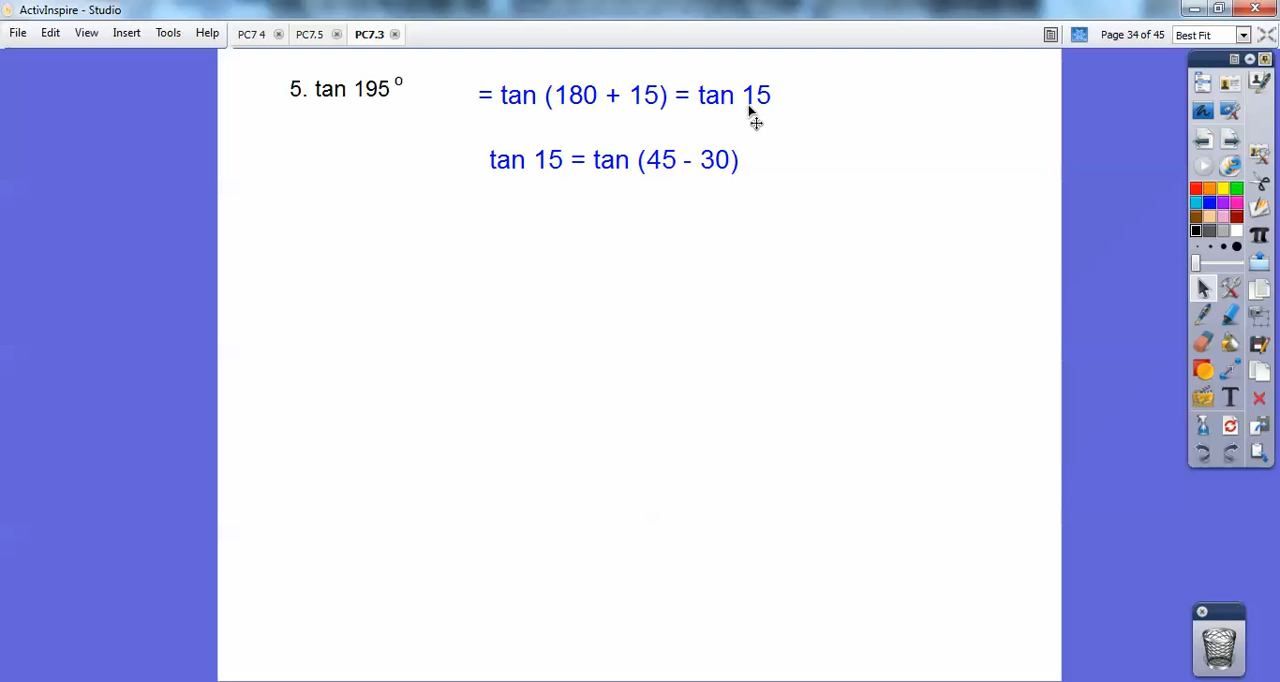 ActivInspire - Studio
File Edit View Insert Tools Help
PC7 4 PC7.5 PC7.3
Page 34 of 45 Best Fit
5. tan 195 o = tan (180 + 15) = tan 15
tan 15 = tan (45 - 30)